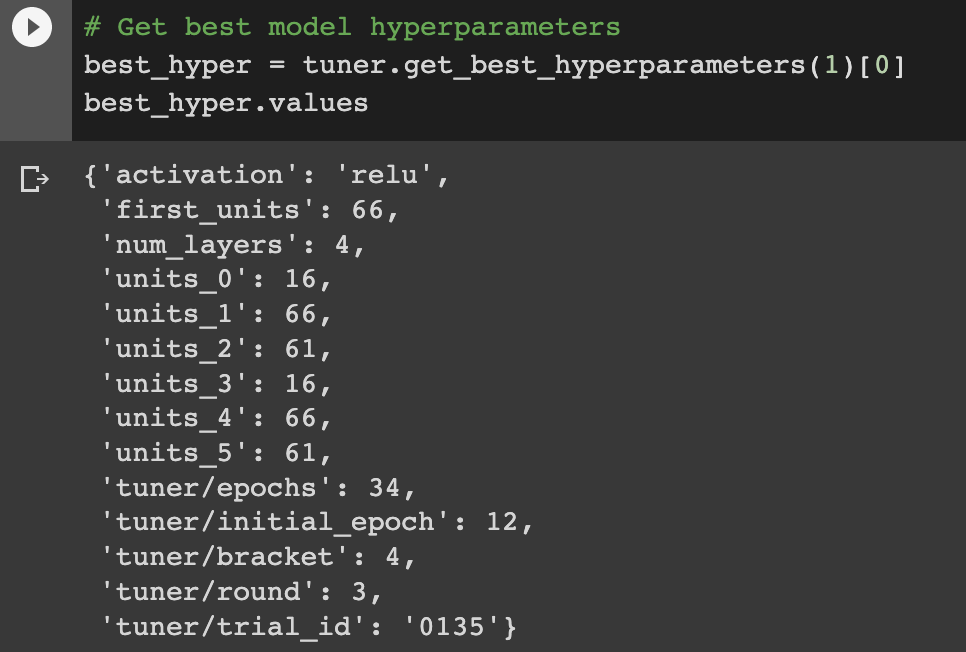 # Get best model hyperparameters
best_hyper = tuner.get_best_hyperparameters(1)[0]
best_hyper.values
{'activation': 'relu',
 'first_units': 66,
 'num_layers': 4,
 'units_0': 16,
 'units_1': 66,
 'units_2': 61,
 'units_3': 16,
 'units_4': 66,
 'units_5': 61,
 'tuner/epochs': 34,
 'tuner/initial_epoch': 12,
 'tuner/bracket': 4,
 'tuner/round': 3,
 'tuner/trial_id': '0135'}